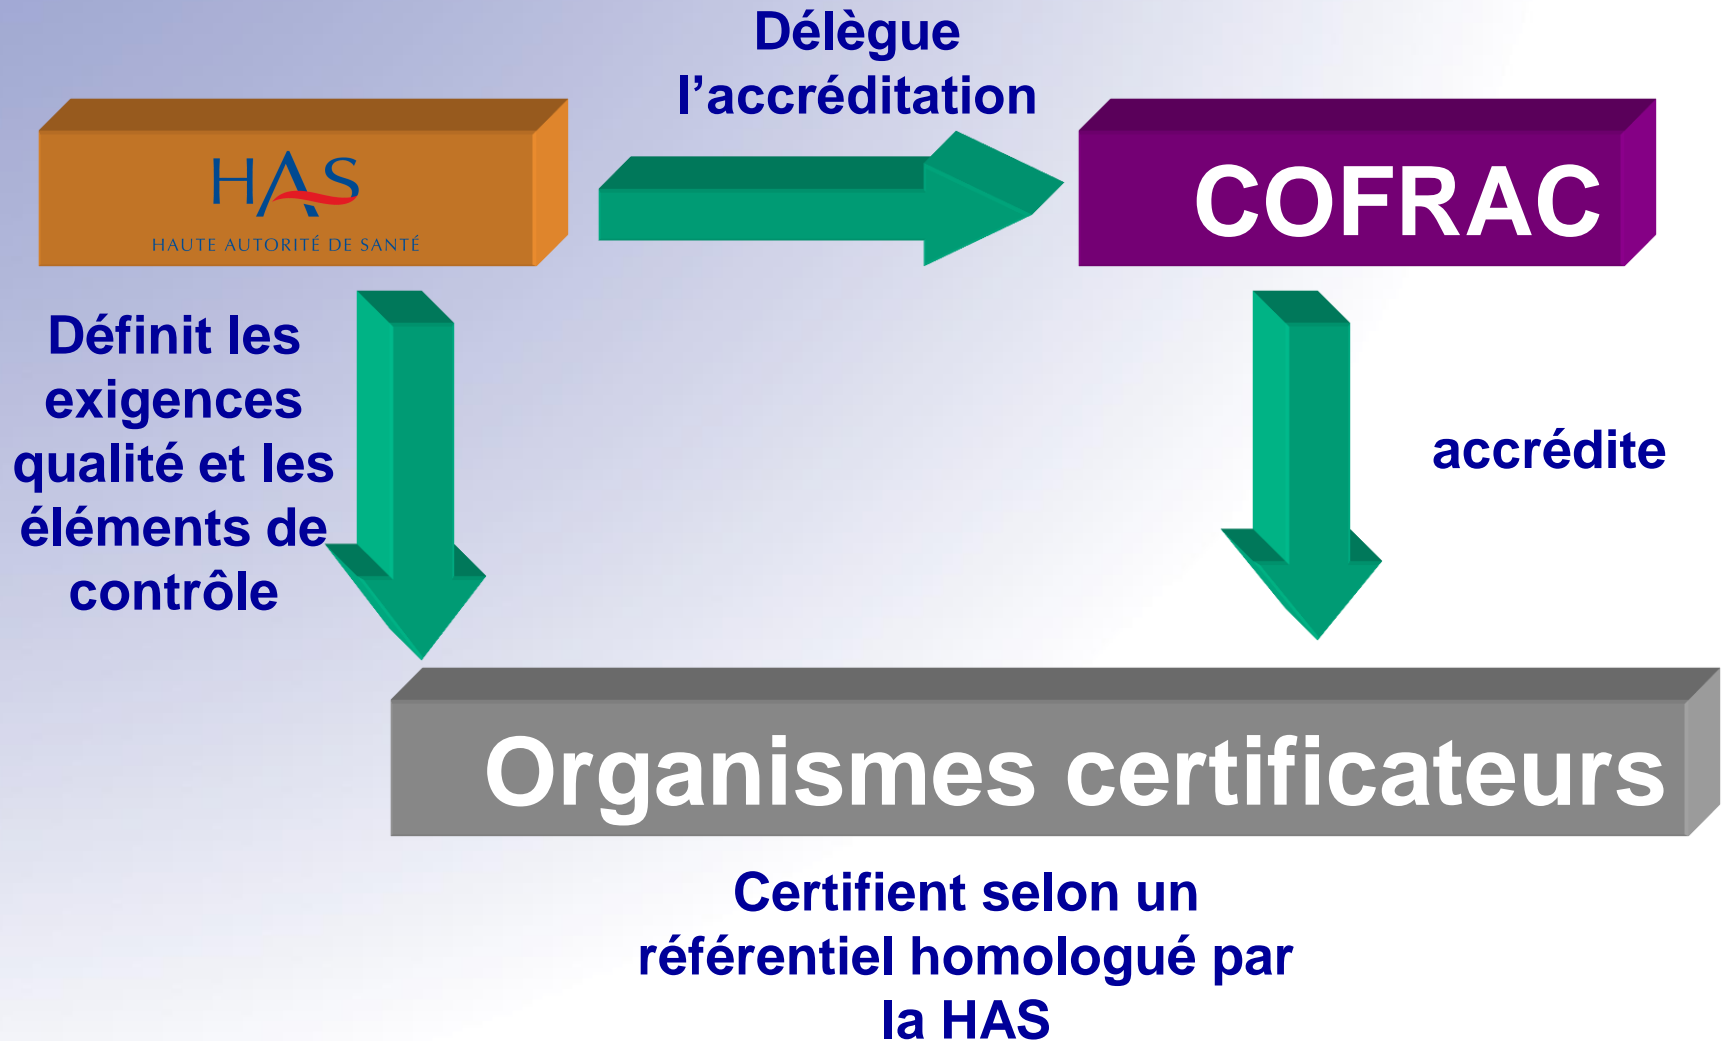 Délègue
l’accréditation
HAS
HAUTE AUTORITÉ DE SANTÉ
COFRAC
Définit les
exigences
qualité et les
éléments de
contrôle
accrédite
Organismes certificateurs
Certifient selon un
référentiel homologué par
la HAS